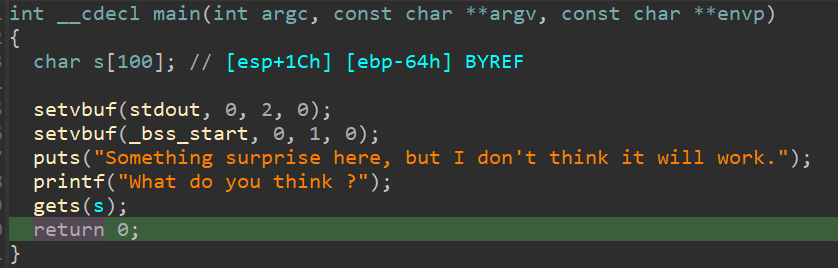 int __cdecl main(int argc, const char **argv, const char **envp)
{
  char s[100]; // [esp+1Ch] [ebp-64h] BYREF

  setvbuf(stdout, 0, 2, 0);
  setvbuf(_bss_start, 0, 1, 0);
  puts("Something surprise here, but I don't think it will work.");
  printf("What do you think ?");
  gets(s);
  return 0;
}